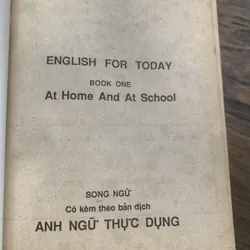 ENGLISH FOR TODAY
BOOK ONE
At Home And At School
SONG NGỮ
Có kèm theo bản dịch
ANH NGỮ THỰC DỤNG